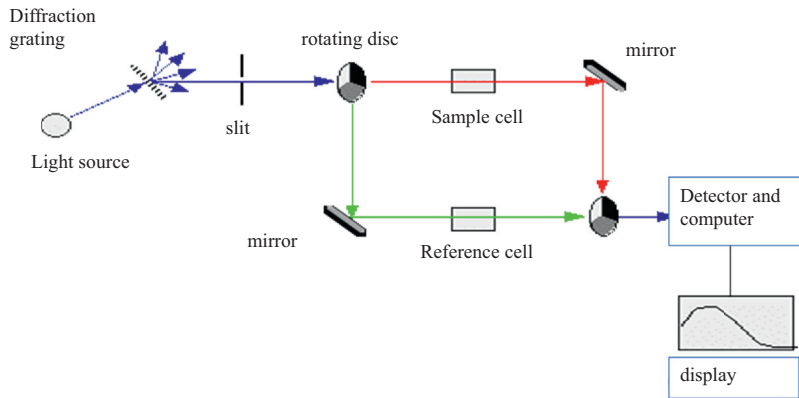 Diffraction
grating
rotating disc
mirror
slit
Sample cell
Light source
Detector and
computer
mirror
Reference cell
display